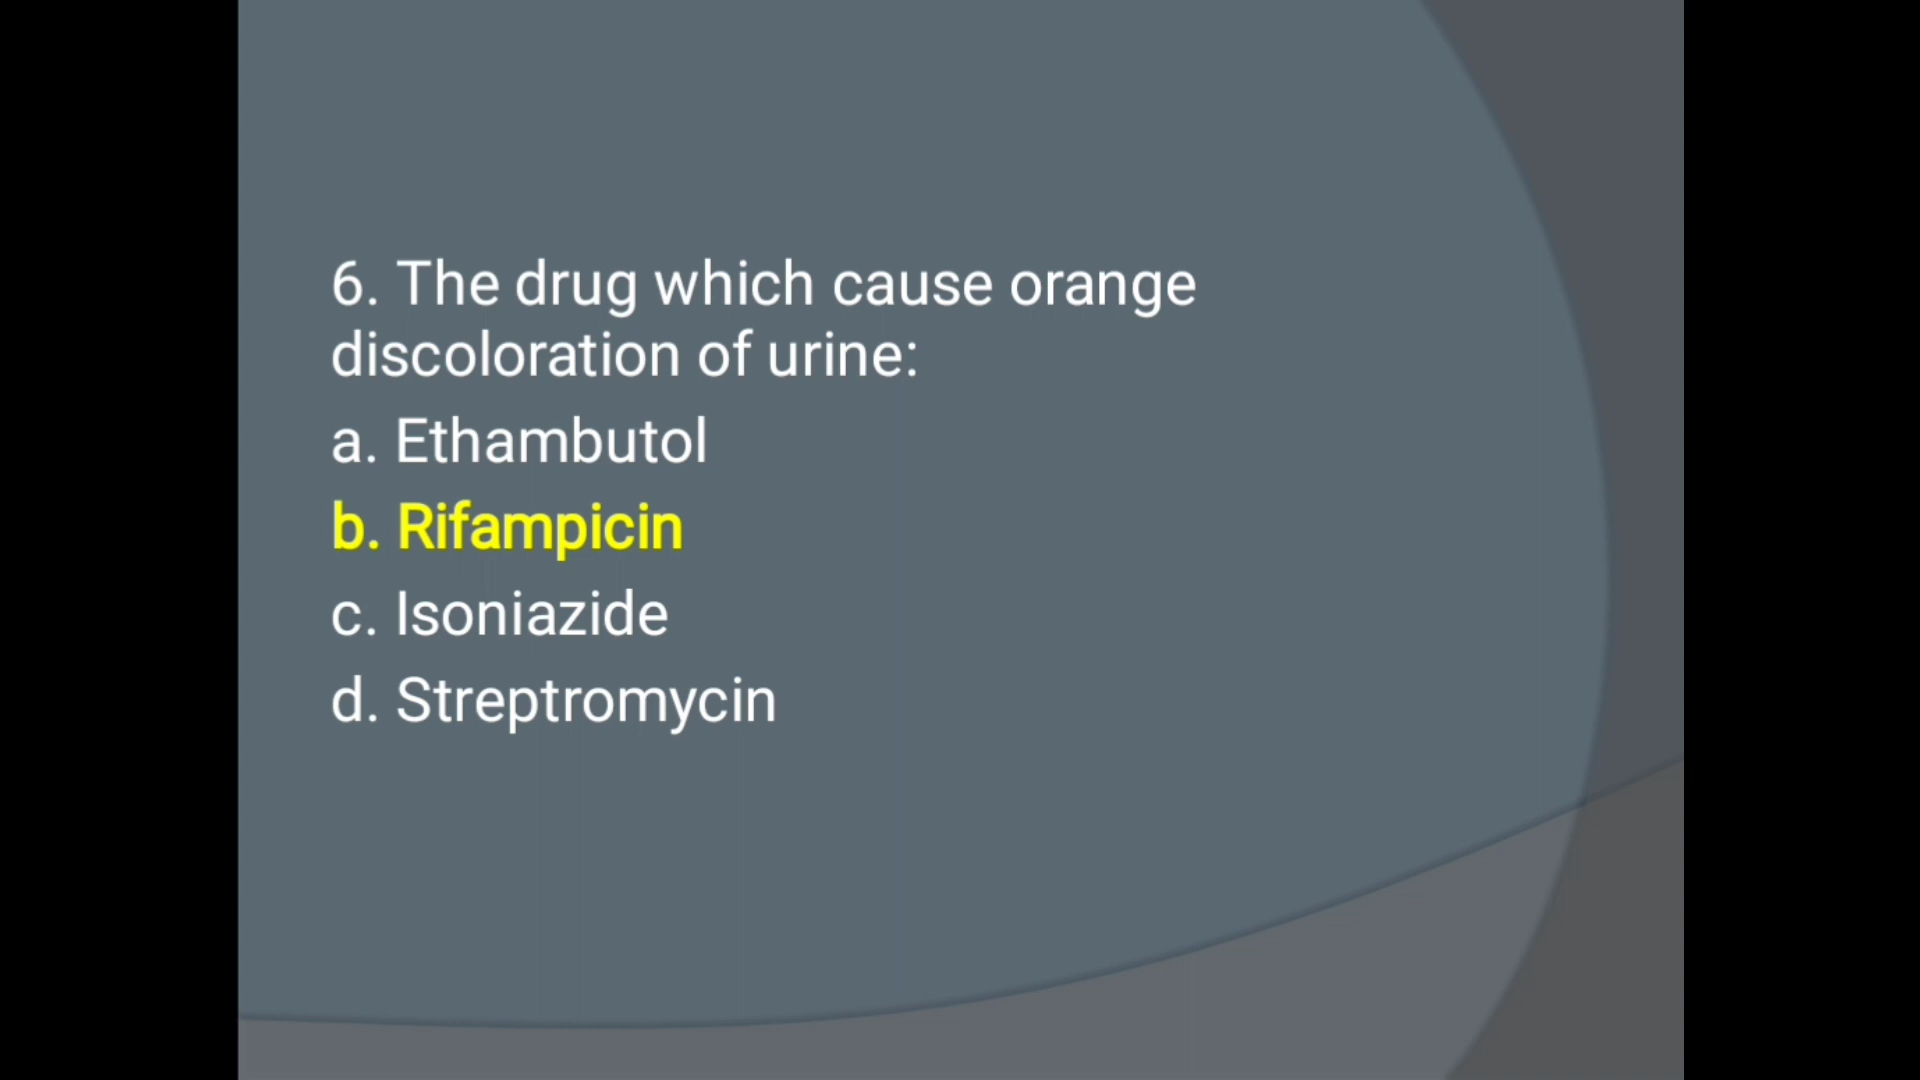 6. The drug which cause orange
discoloration of urine:
a. Ethambutol
b. Rifampicin
c. Isoniazide
d. Streptromycin